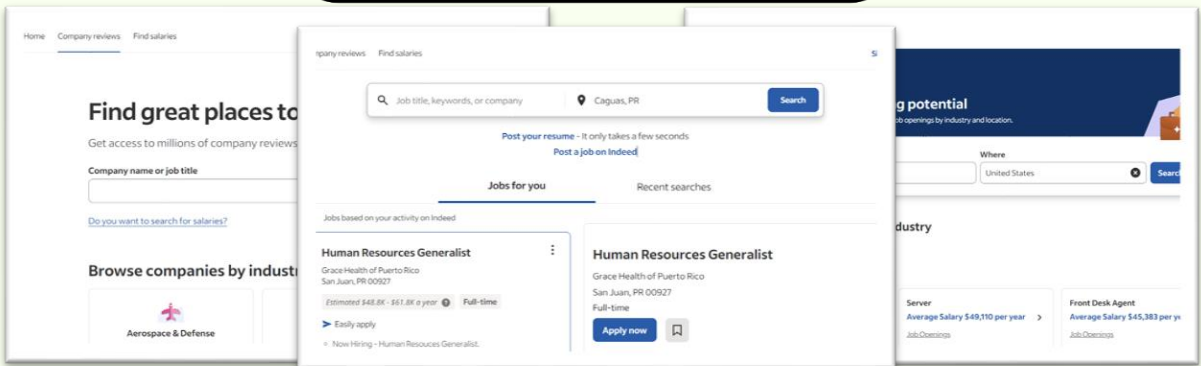 Home Company reviews Find salaries
Find great places to
Get access to millions of company reviews
Company name or job title
Do you want to search for salaries?
Browse companies by indust
Aerospace & Defense
mpany reviews Find salaries
Si
Job title, keywords, or company
Caguas, PR
Search
Post your resume - It only takes a few seconds
Post a job on Indeed
Jobs for you
Recent searches
Jobs based on your activity on Indeed
Human Resources Generalist
Grace Health of Puerto Rico
San Juan, PR 00927
Estimated $48.8K - $61.8K a year
Full-time
Easily apply
Now Hiring - Human Resouces Generalist.
Human Resources Generalist
Grace Health of Puerto Rico
San Juan, PR 00927
Full-time
Apply now
g potential
ob openings by industry and location.
Where
United States
Searc
dustry
Server
Average Salary $49,110 per year
Job Openings
Front Desk Agent
Average Salary $45,383 per ye
Job Openings